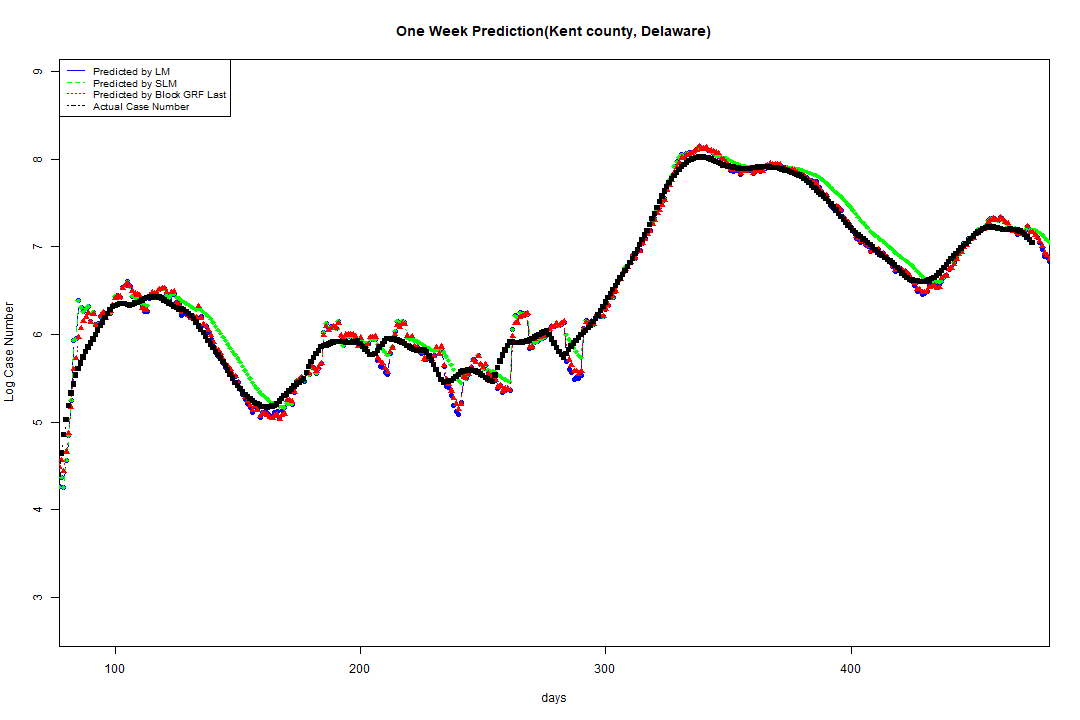 One Week Prediction(Kent county, Delaware)
Predicted by LM
Predicted by SLM
Predicted by Block GRF Last
Actual Case Number
9
8
7
6
5
4
3
Log Case Number
100 200 300 400
days